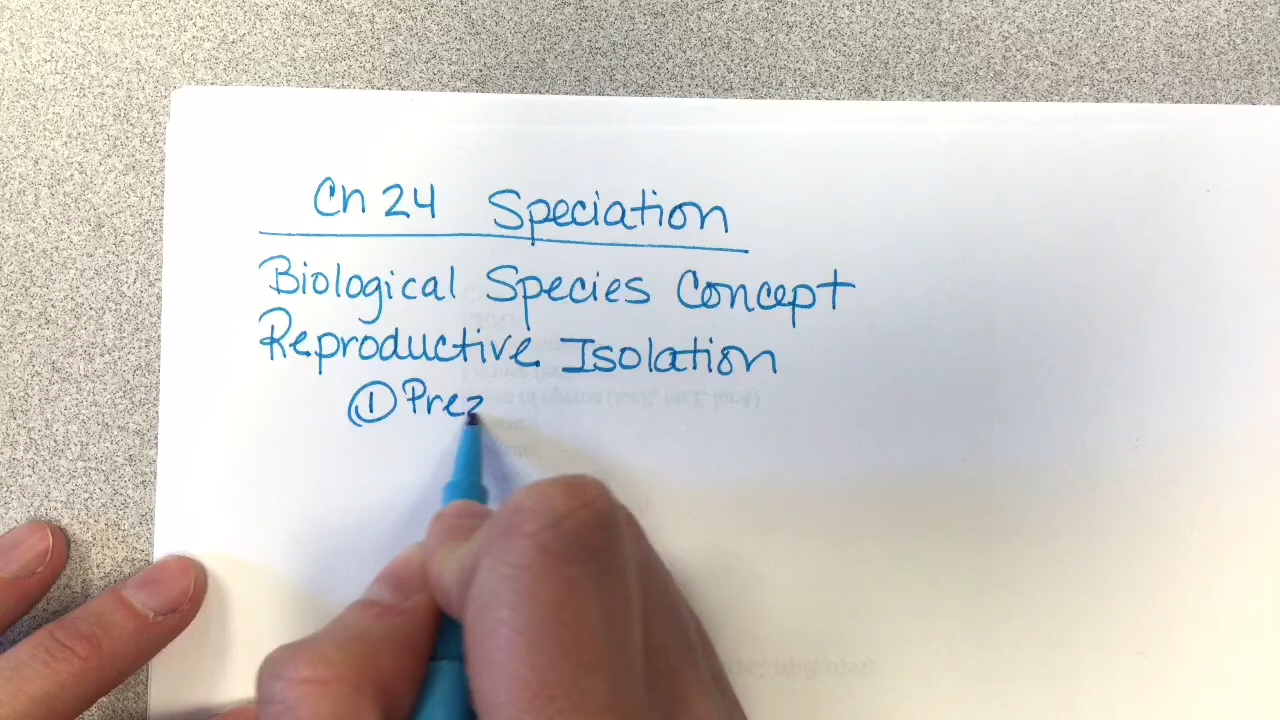 Ch 24 Speciation
Biological Species Concept
Reproductive Isolation
① Prez